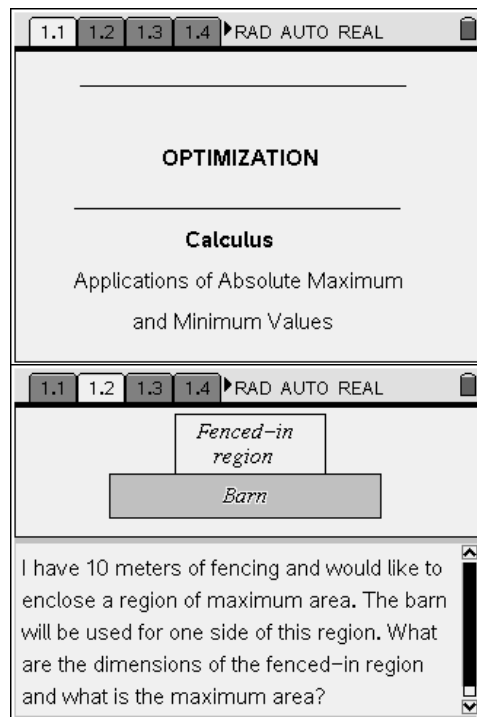 1.1 1.2 1.3 1.4 RAD AUTO REAL
OPTIMIZATION
Calculus
Applications of Absolute Maximum
and Minimum Values
1.1 1.2 1.3 1.4 RAD AUTO REAL
Fenced-in
region
Barn
I have 10 meters of fencing and would like to
enclose a region of maximum area. The barn
will be used for one side of this region. What
are the dimensions of the fenced-in region
and what is the maximum area?